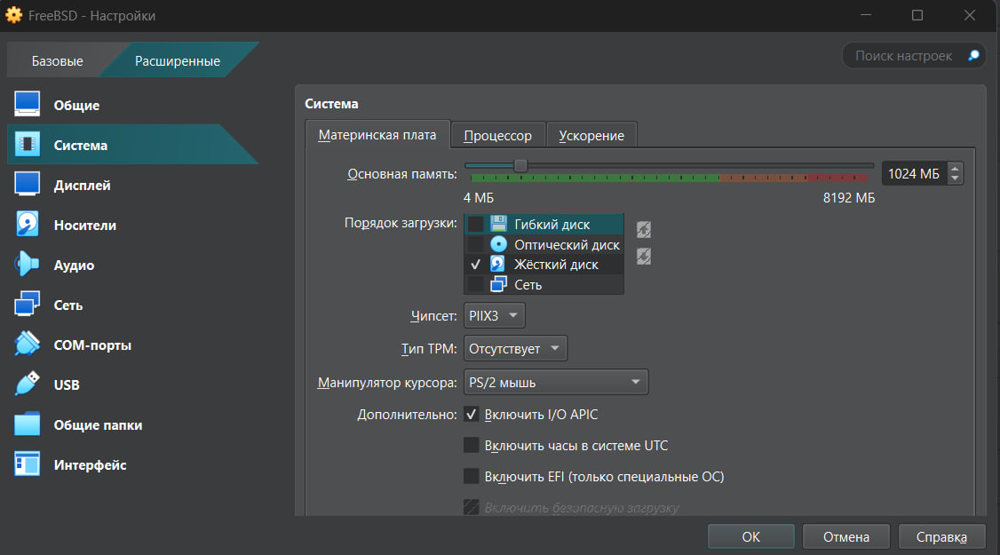 FreeBSD - Настройки
Базовые
Расширенные
Поиск настроек
Общие
Система
Дисплей
Носители
Аудио
Сеть
COM-порты
USB
Общие папки
Интерфейс
Система
Материнская плата
Процессор
Ускорение
Основная память:
1024 МБ
4 МБ
8192 МБ
Порядок загрузки:
Гибкий диск
Оптический диск
Жёсткий диск
Сеть
Чипсет:
PIIX3
Тип TPM:
Отсутствует
Манипулятор курсора:
PS/2 мышь
Дополнительно:
Включить I/O APIC
Включить часы в системе UTC
Включить EFI (только специальные ОС)
Включить безопасную загрузку
ОК
Отмена
Справка